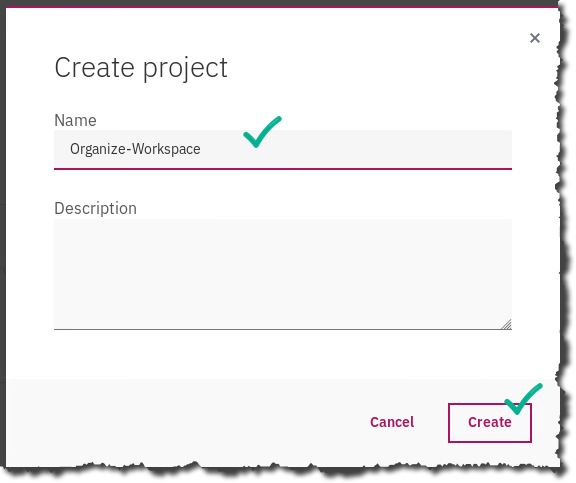 Create project
Name
Organize-Workspace
Description
Cancel
Create